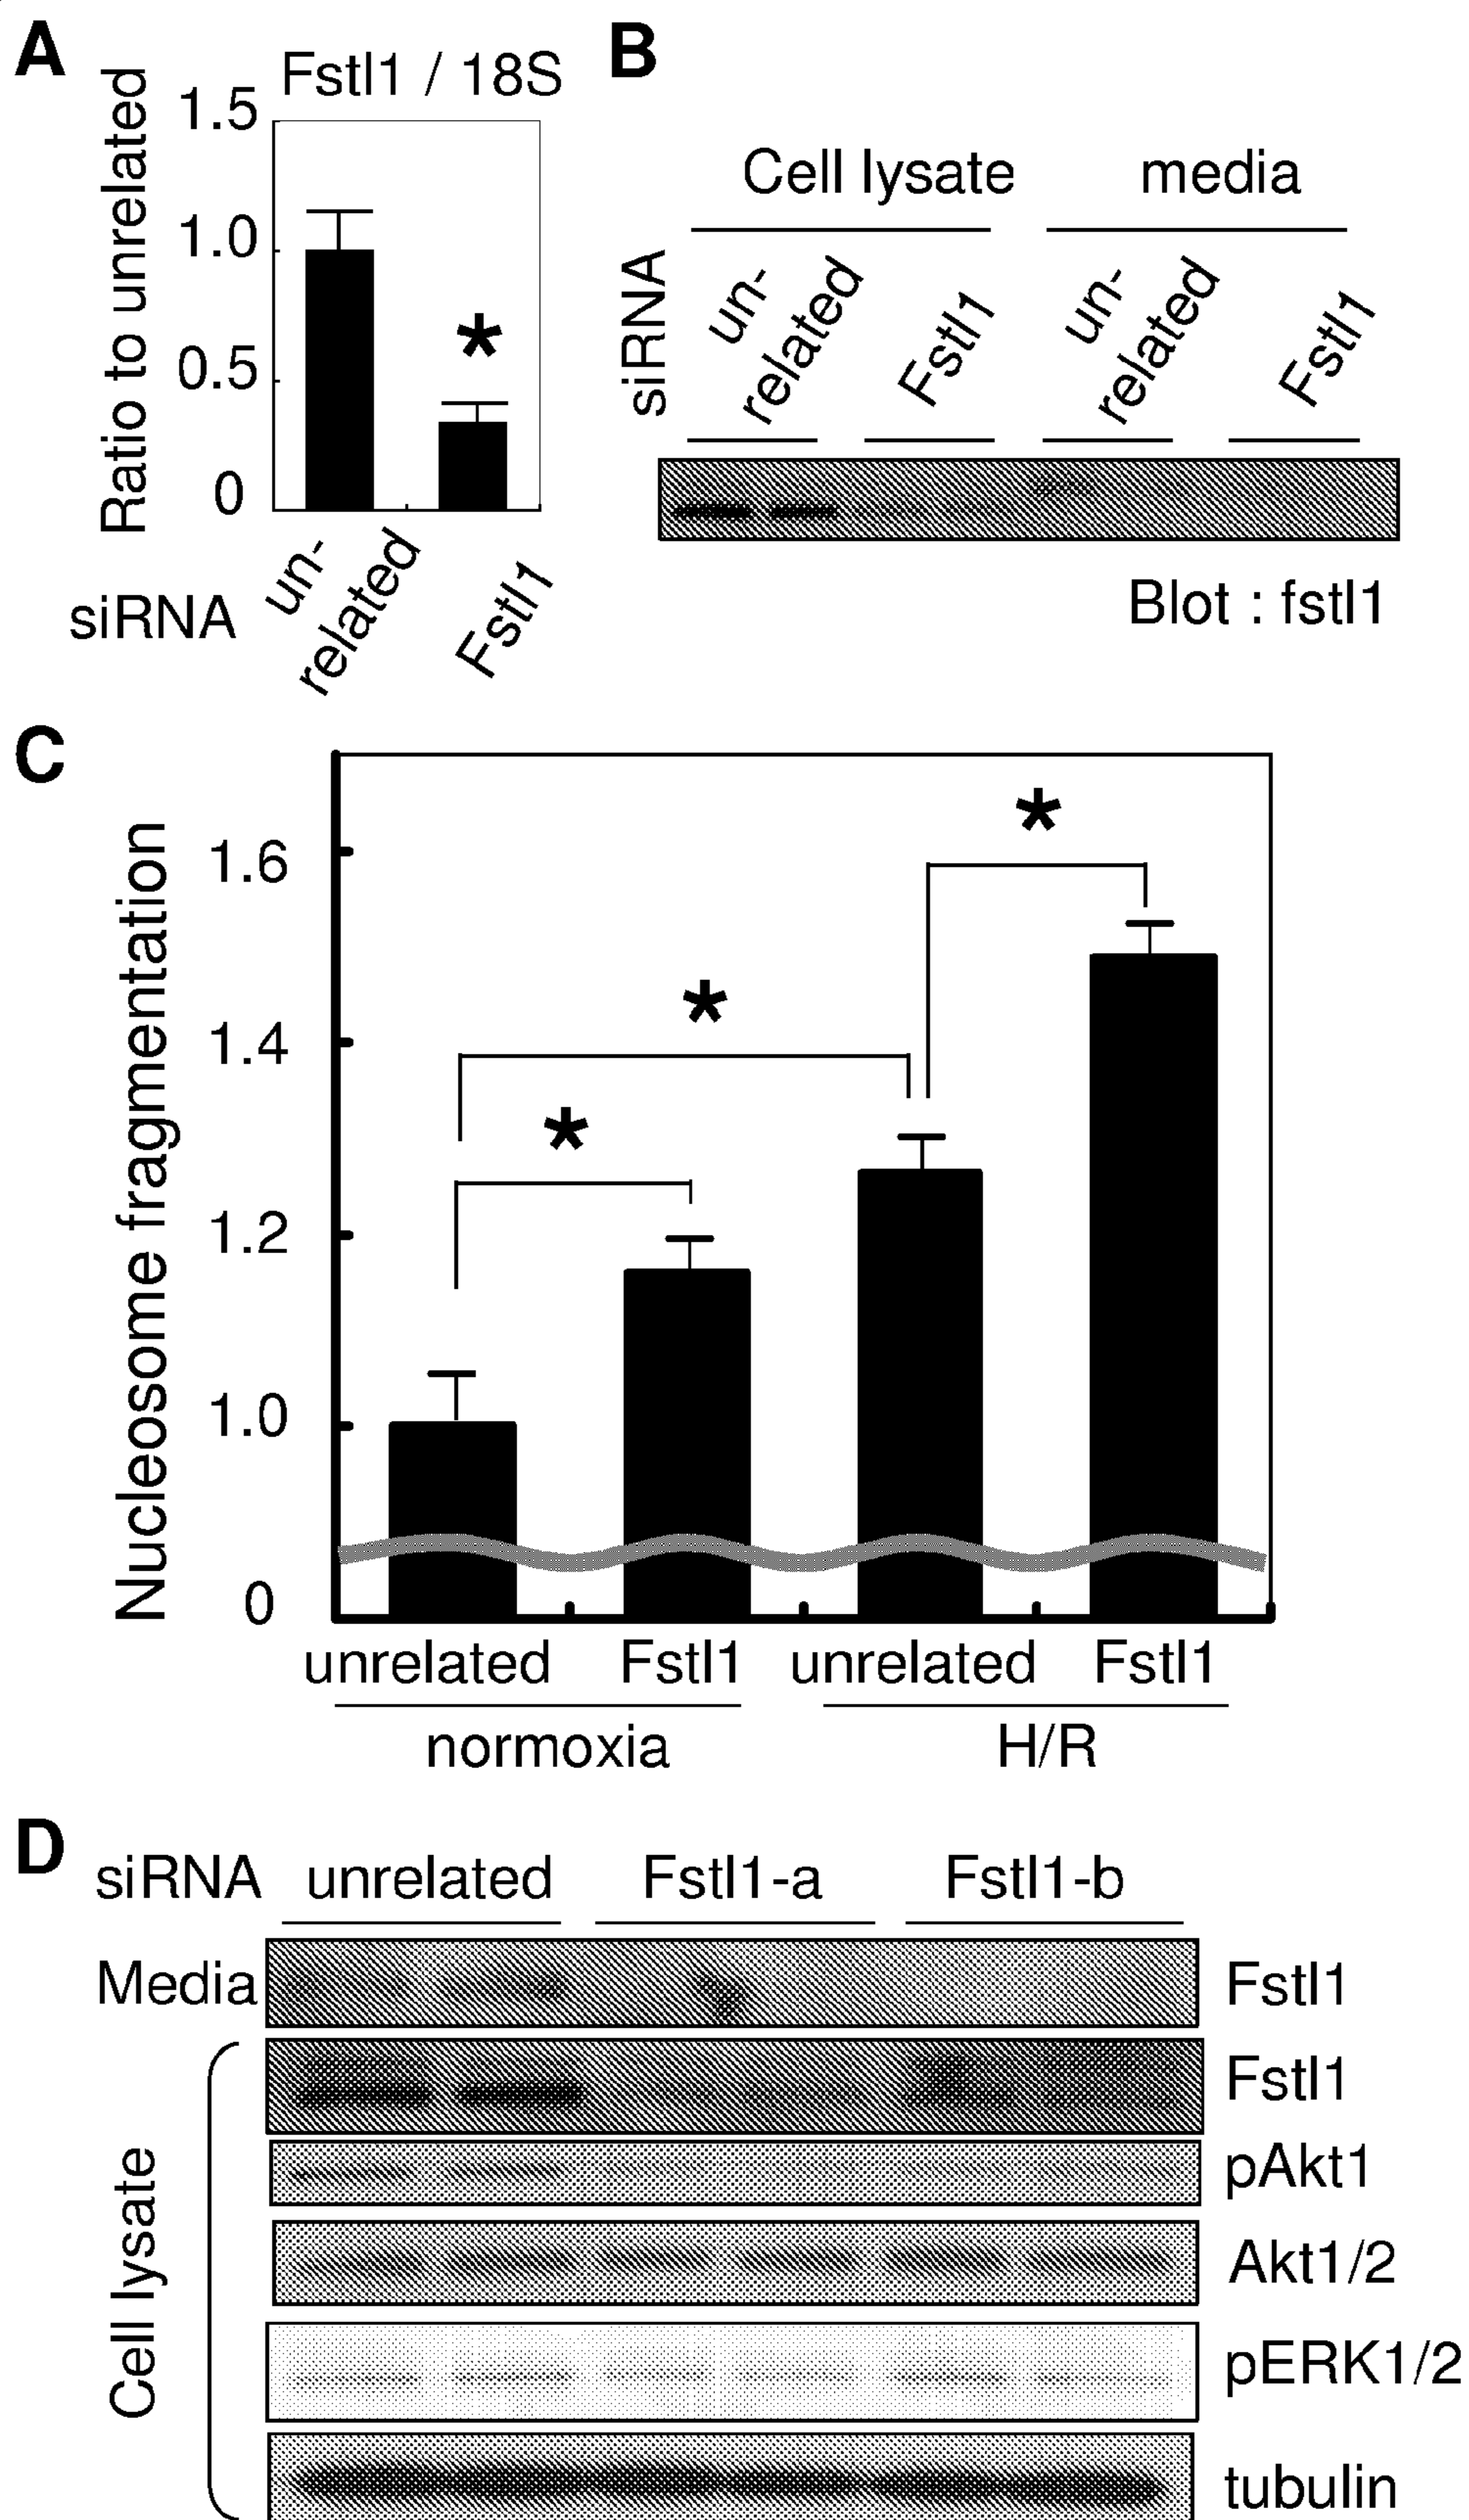 A
Fstl1 / 18S
Ratio to unrelated
1.5
1.0
0.5
0
*
siRNA
un-
related
Fstl1
B
Cell lysate
media
siRNA
un-
related
Fstl1
un-
related
Fstl1
Blot : fstl1
C
Nucleosome fragmentation
1.6
1.4
1.2
1.0
0
*
*
*
unrelated
Fstl1
unrelated
Fstl1
normoxia
H/R
D
siRNA
unrelated
Fstl1-a
Fstl1-b
Media
Fstl1
Cell lysate
Fstl1
pAkt1
Akt1/2
pERK1/2
tubulin